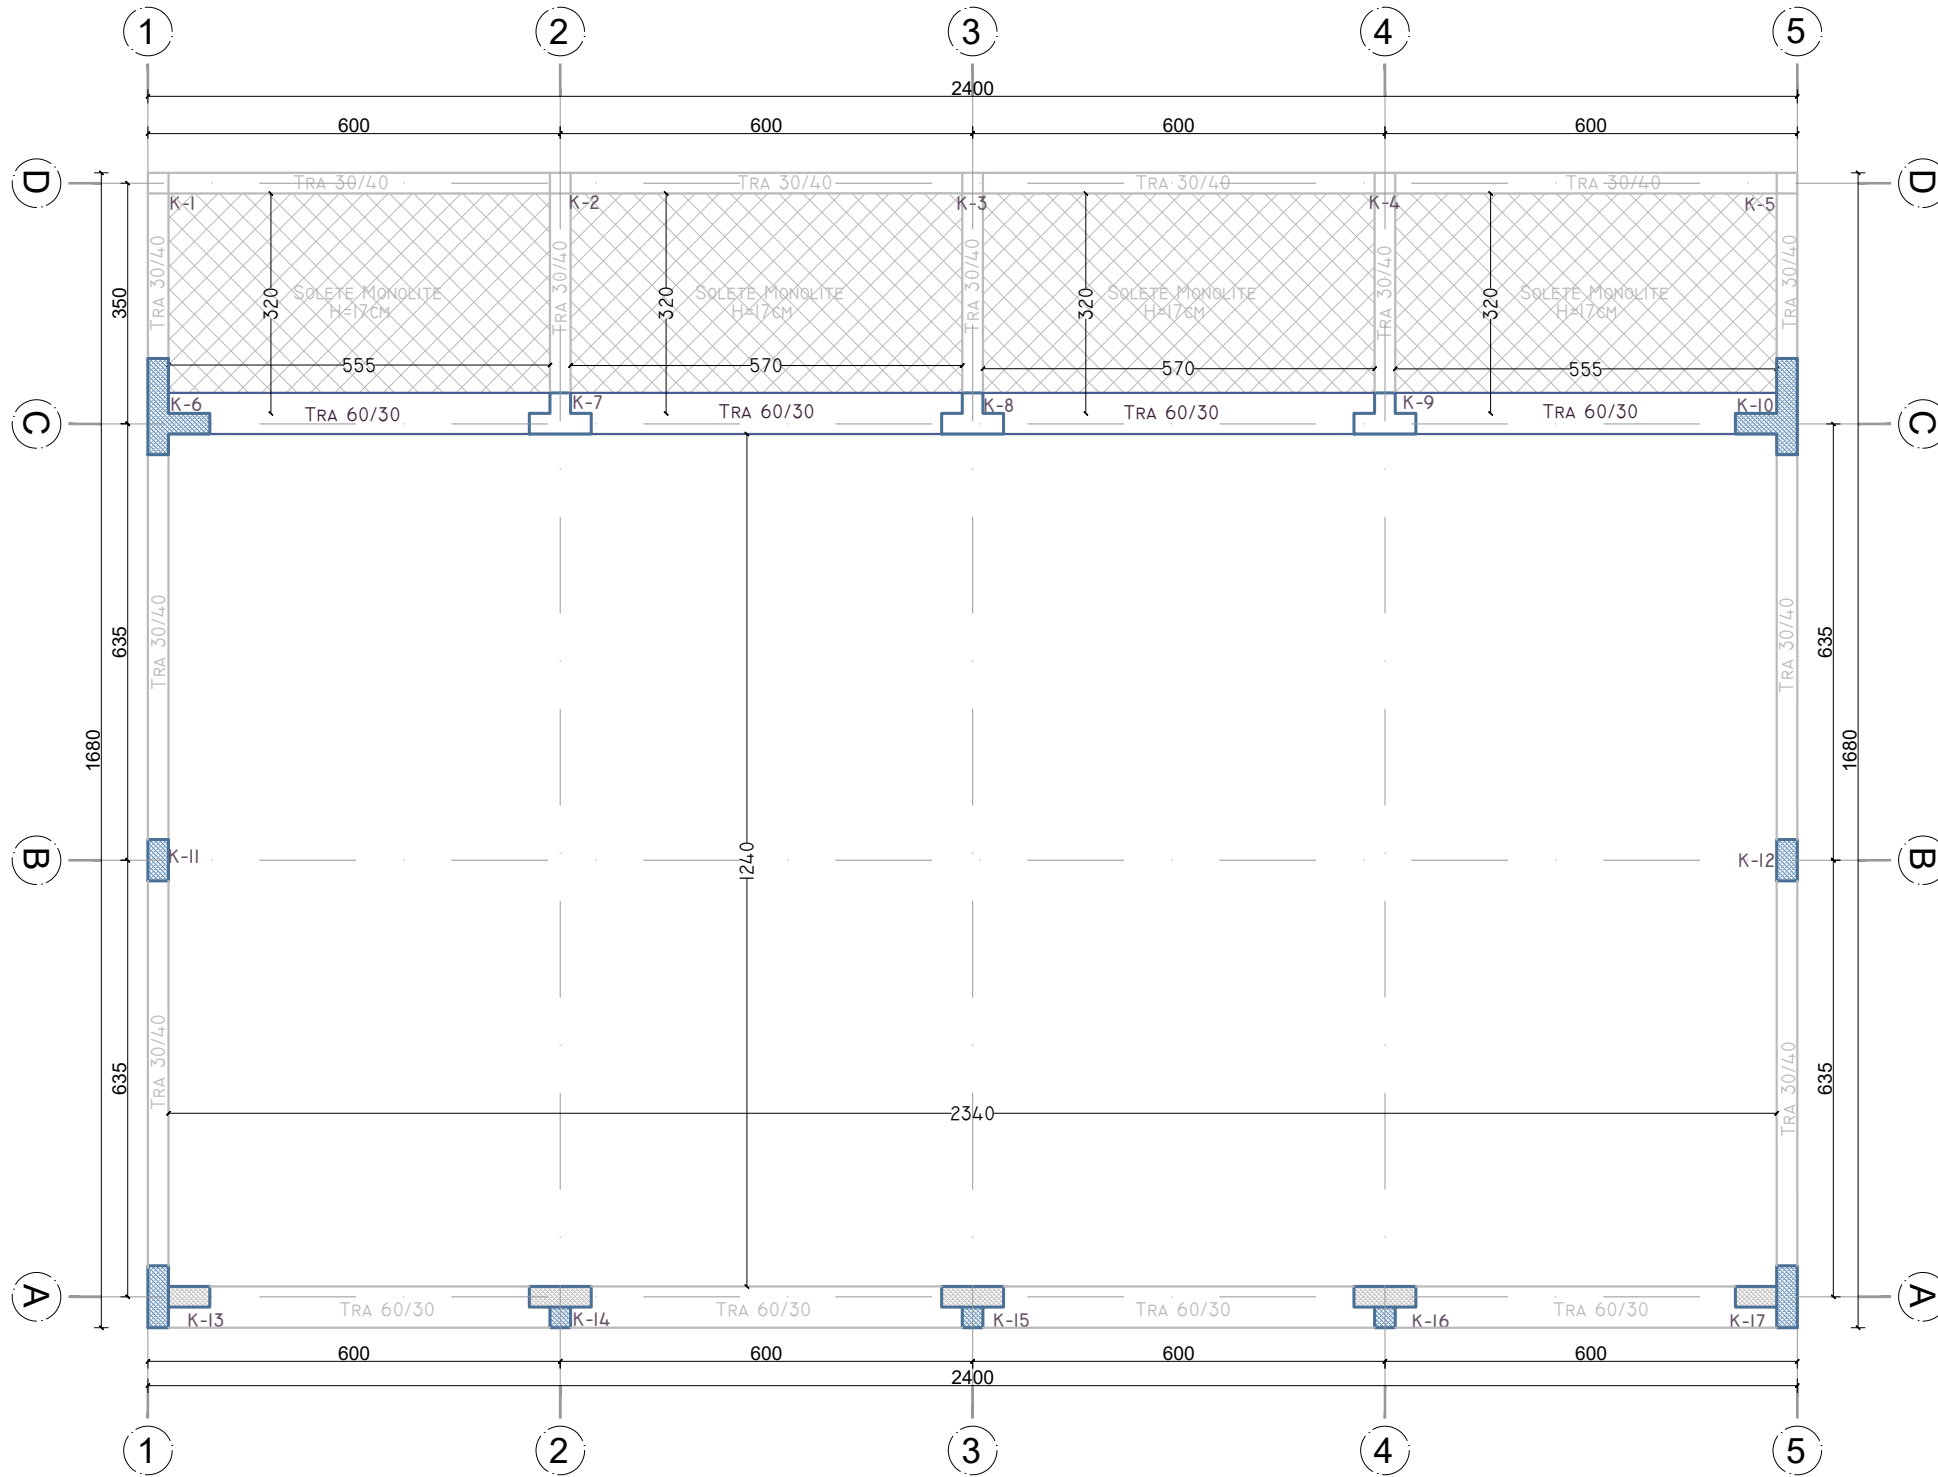 1 2 3 4 5
2400
600 600 600 600
D TRA 30/40 TRA 30/40 TRA 30/40 TRA 30/40 D
K-1 K-2 K-3 K-4 K-5
TRA 30/40 TRA 30/40 TRA 30/40 TRA 30/40 TRA 30/40
350 320 320 320 320
SOLETE MONOLITE
H=17CM
SOLETE MONOLITE
H=17CM
SOLETE MONOLITE
H=17CM
SOLETE MONOLITE
H=17CM
555 570 570 555
K-6 K-7 K-8 K-9 K-10
C TRA 60/30 TRA 60/30 TRA 60/30 TRA 60/30 C
635 TRA 30/40 TRA 30/40 635
1680 1680
B K-11 1240 K-12 B
635 TRA 30/40 TRA 30/40 635
2340
A A
TRA 60/30 TRA 60/30 TRA 60/30 TRA 60/30
K-13 K-14 K-15 K-16 K-17
600 600 600 600
2400
1 2 3 4 5